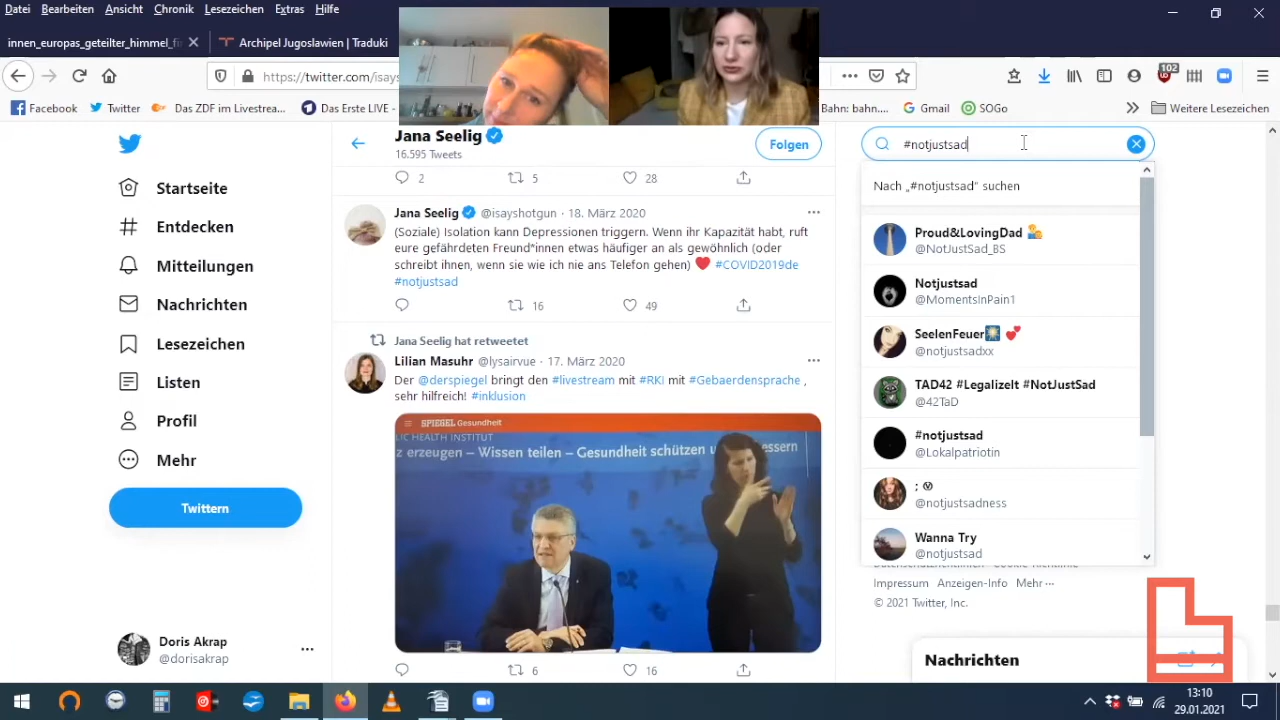 Datei Bearbeiten Ansicht Chronik Lesezeichen Extras Hilfe
innen_europas_geteilter_himmel_fi
Archipel Jugoslawien | Traduki
https://twitter.com/isays
102
Facebook Twitter Das ZDF im Livestrea... Das Erste LIVE - Bahn: bahn.... Gmail SOGo Weitere Lesezeichen
Jana Seelig
16.595 Tweets
Folgen
#notjustsad
2 5 28
Startseite
Entdecken
Mitteilungen
Nachrichten
Lesezeichen
Listen
Profil
Mehr
Twittern
Doris Akrap
@dorisakrap
Jana Seelig @isayshotgun · 18. März 2020
(Soziale) Isolation kann Depressionen triggern. Wenn ihr Kapazität habt, ruft
eure gefährdeten Freund*innen etwas häufiger an als gewöhnlich (oder
schreibt ihnen, wenn sie wie ich nie ans Telefon gehen) ❤️ #COVID2019de
#notjustsad
16 49
Jana Seelig hat retweetet
Lilian Masuhr @lysairvue · 17. März 2020
Der @derspiegel bringt den #livestream mit #RKI mit #Gebaerdensprache ,
sehr hilfreich! #inklusion
SPIEGEL Gesundheit
LIC HEALTH INSTITUT
z erzeugen – Wissen teilen – Gesundheit schützen u essern
6 16
Nach „#notjustsad“ suchen
Proud&LovingDad
@NotJustSad_BS
Notjustsad
@MomentsInPain1
SeelenFeuer
@notjustsadxx
TAD42 #LegalizeIt #NotJustSad
@42TaD
#notjustsad
@Lokalpatriotin
; Ⓥ
@notjustsadness
Wanna Try
@notjustsad
Impressum Anzeigen-Info Mehr ···
© 2021 Twitter, Inc.
Nachrichten
13:10
29.01.2021